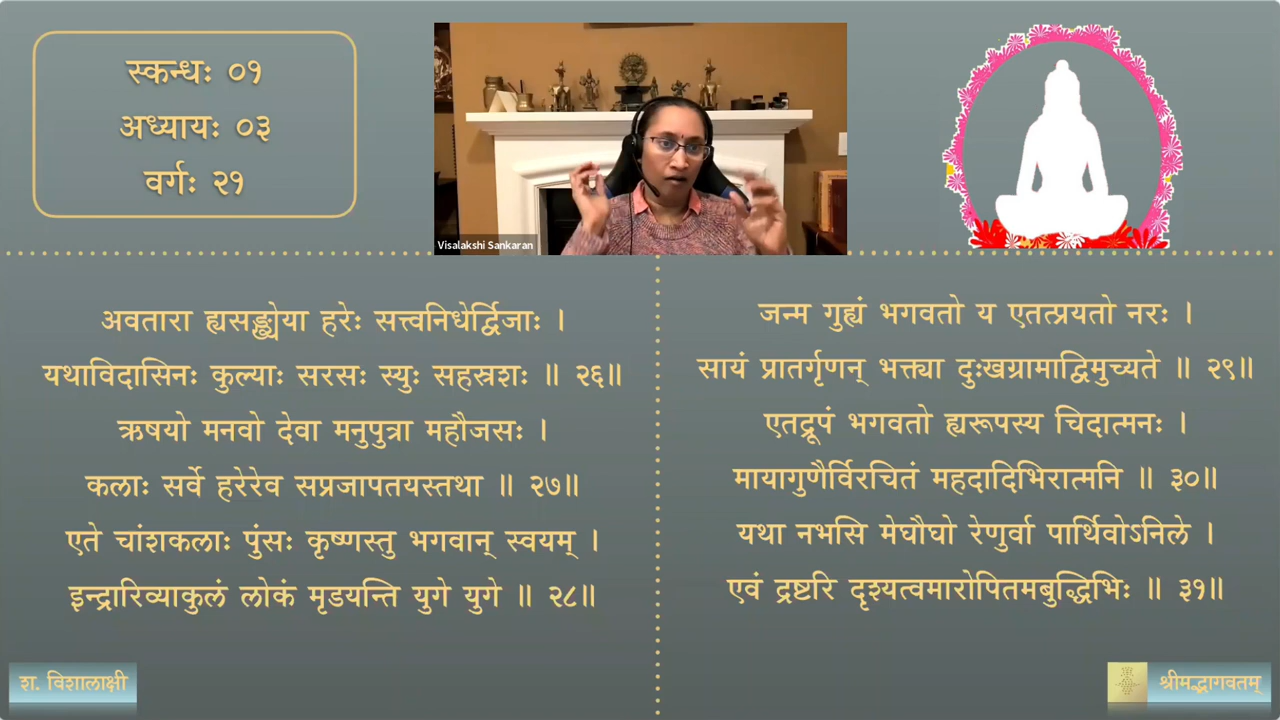 स्कन्धः ०१
अध्यायः ०३
वर्गः २१
Visalakshi Sankaran
अवतारा ह्यसङ्ख्येया हरेः सत्त्वनिधेर्द्विजाः ।
यथाविदासिनः कुल्याः सरसः स्युः सहस्रशः ॥ २६॥
ऋषयो मनवो देवा मनुपुत्रा महौजसः ।
कलाः सर्वे हरेरेव सप्रजापतयस्तथा ॥ २७॥
एते चांशकलाः पुंसः कृष्णस्तु भगवान् स्वयम् ।
इन्द्रारिव्याकुलं लोकं मृडयन्ति युगे युगे ॥ २८॥
जन्म गुह्यं भगवतो य एतत्प्रयतो नरः ।
सायं प्रातर्गृणन् भक्त्या दुःखग्रामाद्विमुच्यते ॥ २९॥
एतद्रूपं भगवतो ह्यरूपस्य चिदात्मनः ।
मायागुणैर्विरचितं महदादिभिरात्मनि ॥ ३०॥
यथा नभसि मेघौघो रेणुर्वा पार्थिवोऽनिले ।
एवं द्रष्टरि दृश्यत्वमारोपितमबुद्धिभिः ॥ ३१॥
श. विशालाक्षी
श्रीमद्भागवतम्